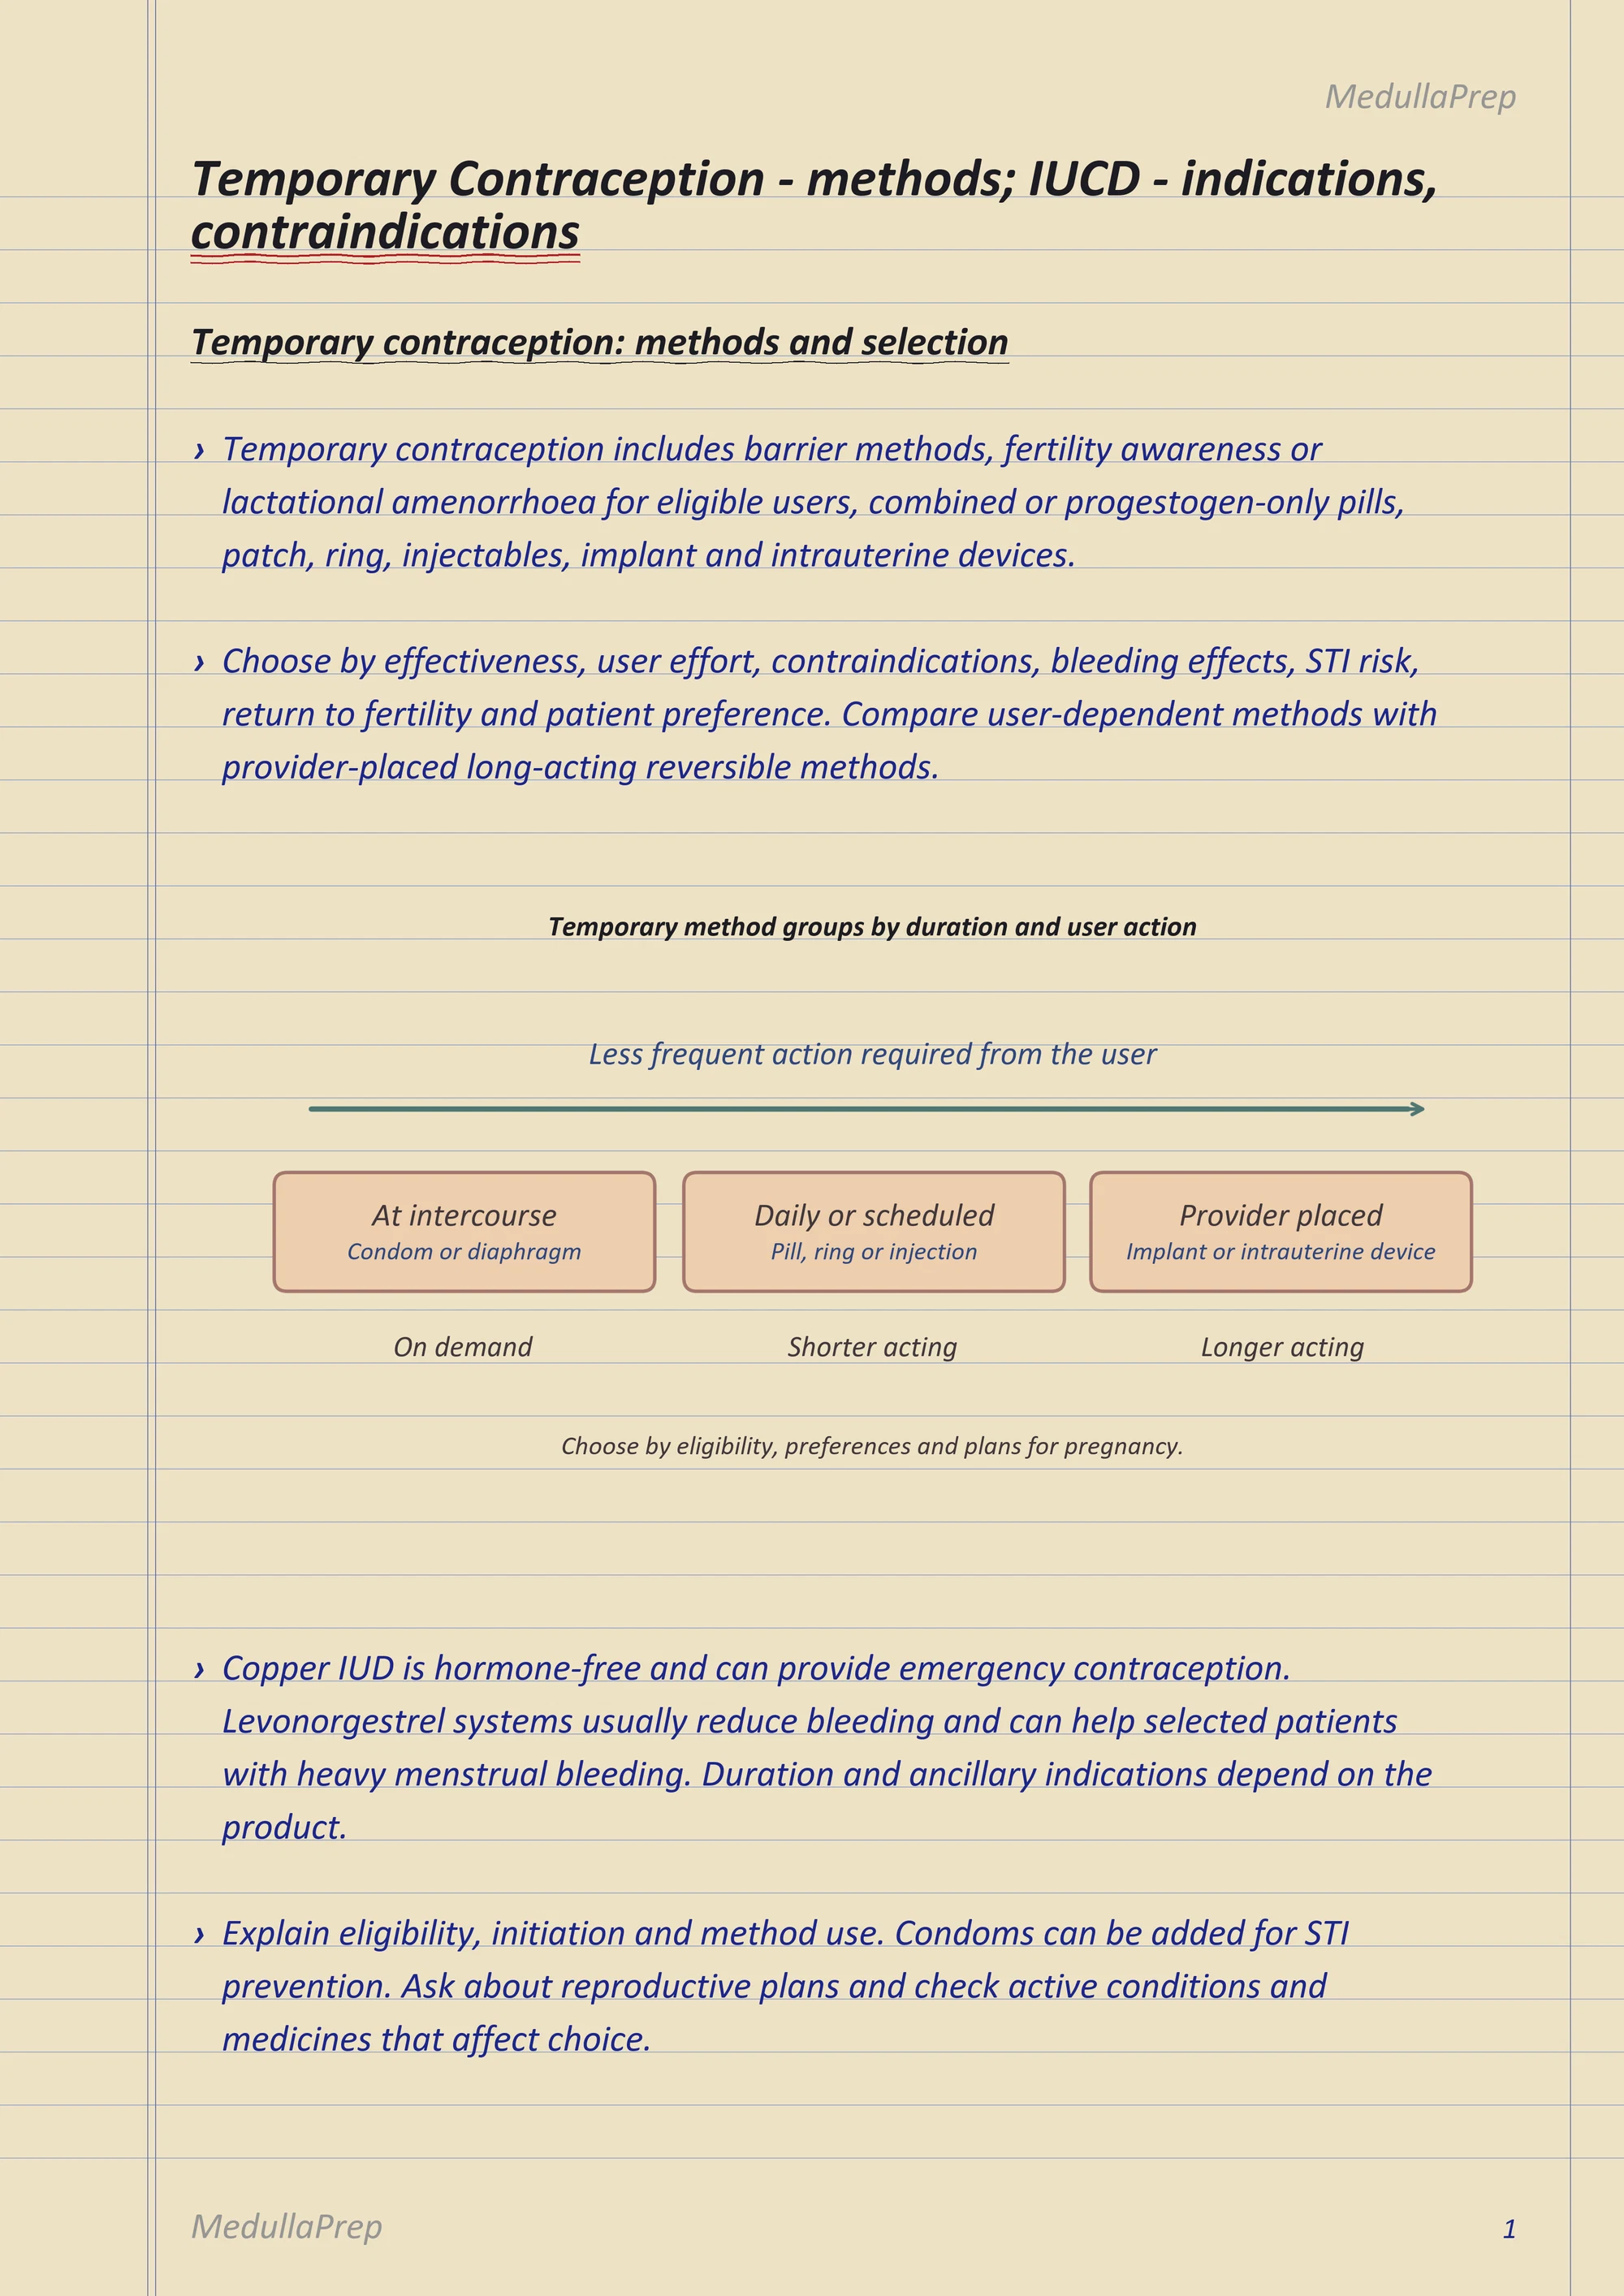 MedullaPrep
Temporary Contraception - methods; IUCD - indications,
contraindications
Temporary contraception: methods and selection
› Temporary contraception includes barrier methods, fertility awareness or
lactational amenorrhoea for eligible users, combined or progestogen-only pills,
patch, ring, injectables, implant and intrauterine devices.
› Choose by effectiveness, user effort, contraindications, bleeding effects, STI risk,
return to fertility and patient preference. Compare user-dependent methods with
provider-placed long-acting reversible methods.
Temporary method groups by duration and user action
Less frequent action required from the user
At intercourse
Condom or diaphragm
Daily or scheduled
Pill, ring or injection
Provider placed
Implant or intrauterine device
On demand
Shorter acting
Longer acting
Choose by eligibility, preferences and plans for pregnancy.
› Copper IUD is hormone-free and can provide emergency contraception.
Levonorgestrel systems usually reduce bleeding and can help selected patients
with heavy menstrual bleeding. Duration and ancillary indications depend on the
product.
› Explain eligibility, initiation and method use. Condoms can be added for STI
prevention. Ask about reproductive plans and check active conditions and
medicines that affect choice.
MedullaPrep
1